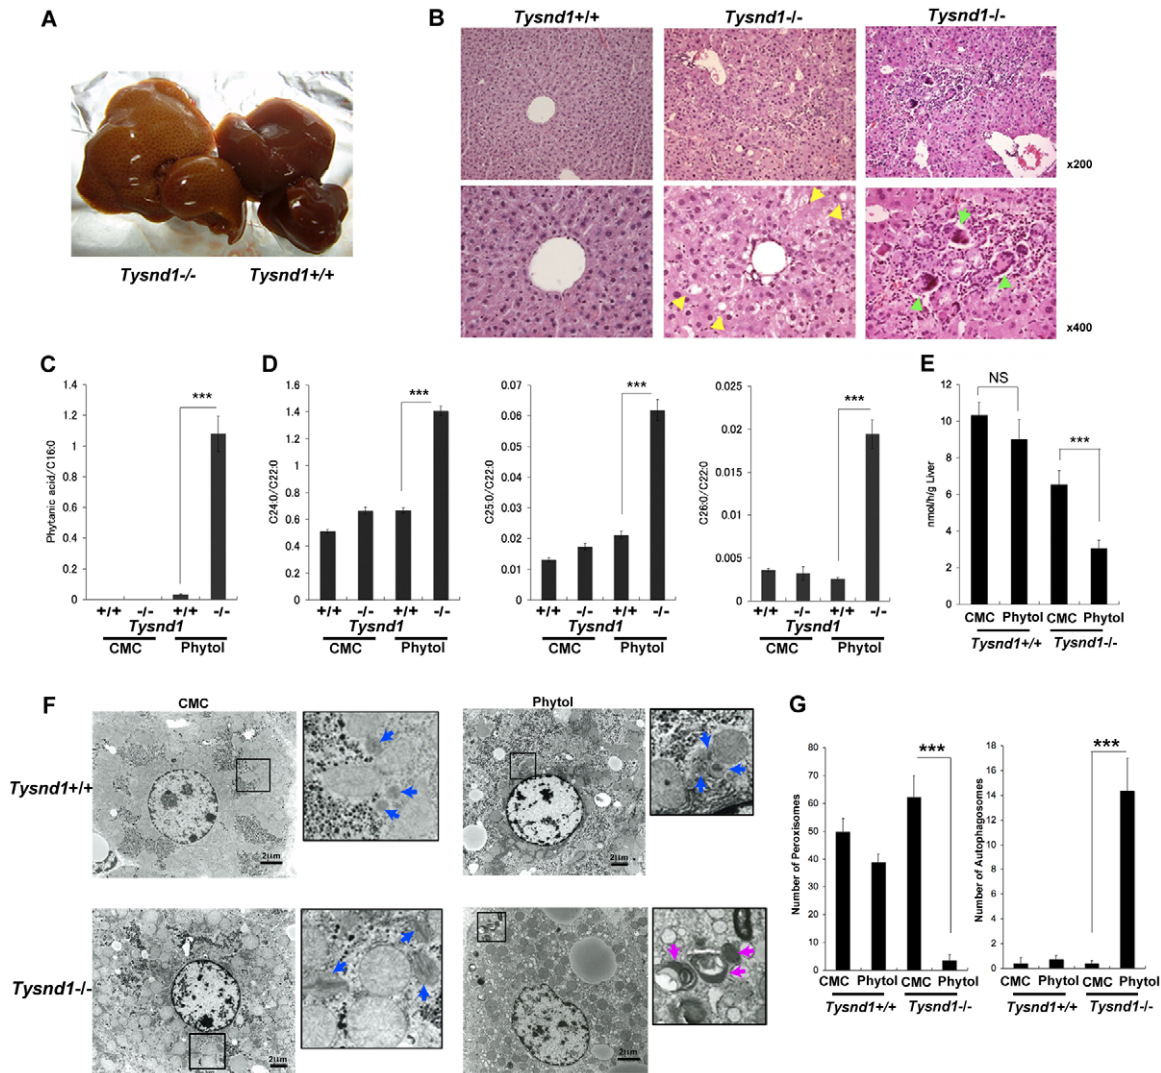 A
Tysnd1-/-
Tysnd1+/+
B
Tysnd1+/+
Tysnd1-/-
Tysnd1-/-
x200
x400
C
Phytanic acid/C16:0
1.4
1.2
1
0.8
0.6
0.4
0.2
0
***
+/+ -/- +/+ -/-
Tysnd1
CMC Phytol
D
C24:0/C22:0
1.6
1.4
1.2
1
0.8
0.6
0.4
0.2
0
***
+/+ -/- +/+ -/-
Tysnd1
CMC Phytol
C25:0/C22:0
0.07
0.06
0.05
0.04
0.03
0.02
0.01
0
***
+/+ -/- +/+ -/-
Tysnd1
CMC Phytol
C26:0/C22:0
0.025
0.02
0.015
0.01
0.005
0
***
+/+ -/- +/+ -/-
Tysnd1
CMC Phytol
E
nmol/h/g Liver
12
10
8
6
4
2
0
NS
***
CMC Phytol CMC Phytol
Tysnd1+/+ Tysnd1-/-
F
CMC
Phytol
Tysnd1+/+
2μm
2μm
Tysnd1-/-
2μm
2μm
G
Number of Peroxisomes
80
70
60
50
40
30
20
10
0
***
CMC Phytol CMC Phytol
Tysnd1+/+ Tysnd1-/-
Number of Autophagosomes
18
16
14
12
10
8
6
4
2
0
***
CMC Phytol CMC Phytol
Tysnd1+/+ Tysnd1-/-